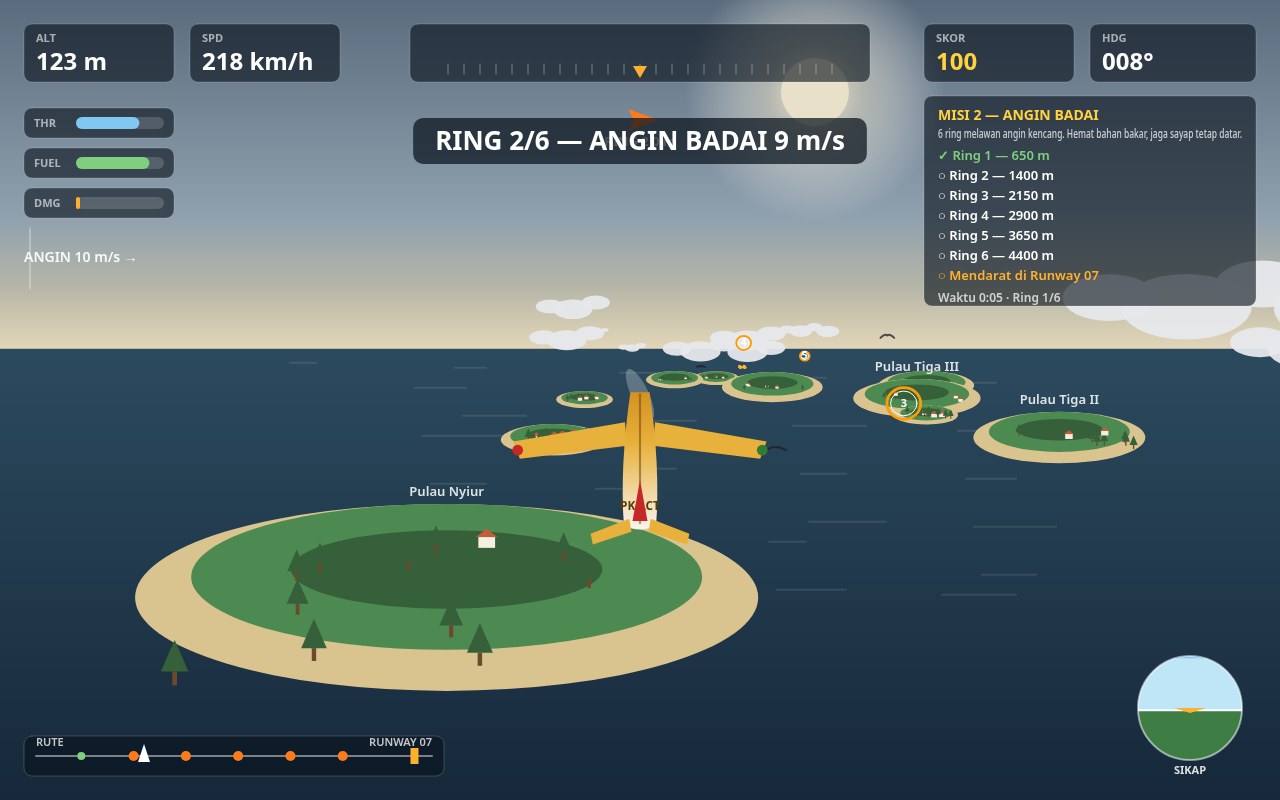 ALT
123 m
SPD
218 km/h
SKOR
100
HDG
008°
THR
FUEL
DMG
ANGIN 10 m/s →
RING 2/6 — ANGIN BADAI 9 m/s
MISI 2 — ANGIN BADAI
6 ring melawan angin kencang. Hemat bahan bakar, jaga sayap tetap datar.
✓ Ring 1 — 650 m
○ Ring 2 — 1400 m
○ Ring 3 — 2150 m
○ Ring 4 — 2900 m
○ Ring 5 — 3650 m
○ Ring 6 — 4400 m
○ Mendarat di Runway 07
Waktu 0:05 · Ring 1/6
4
5
Pulau Tiga III
3
Pulau Tiga II
Pulau Nyiur
RUTE
RUNWAY 07
SIKAP